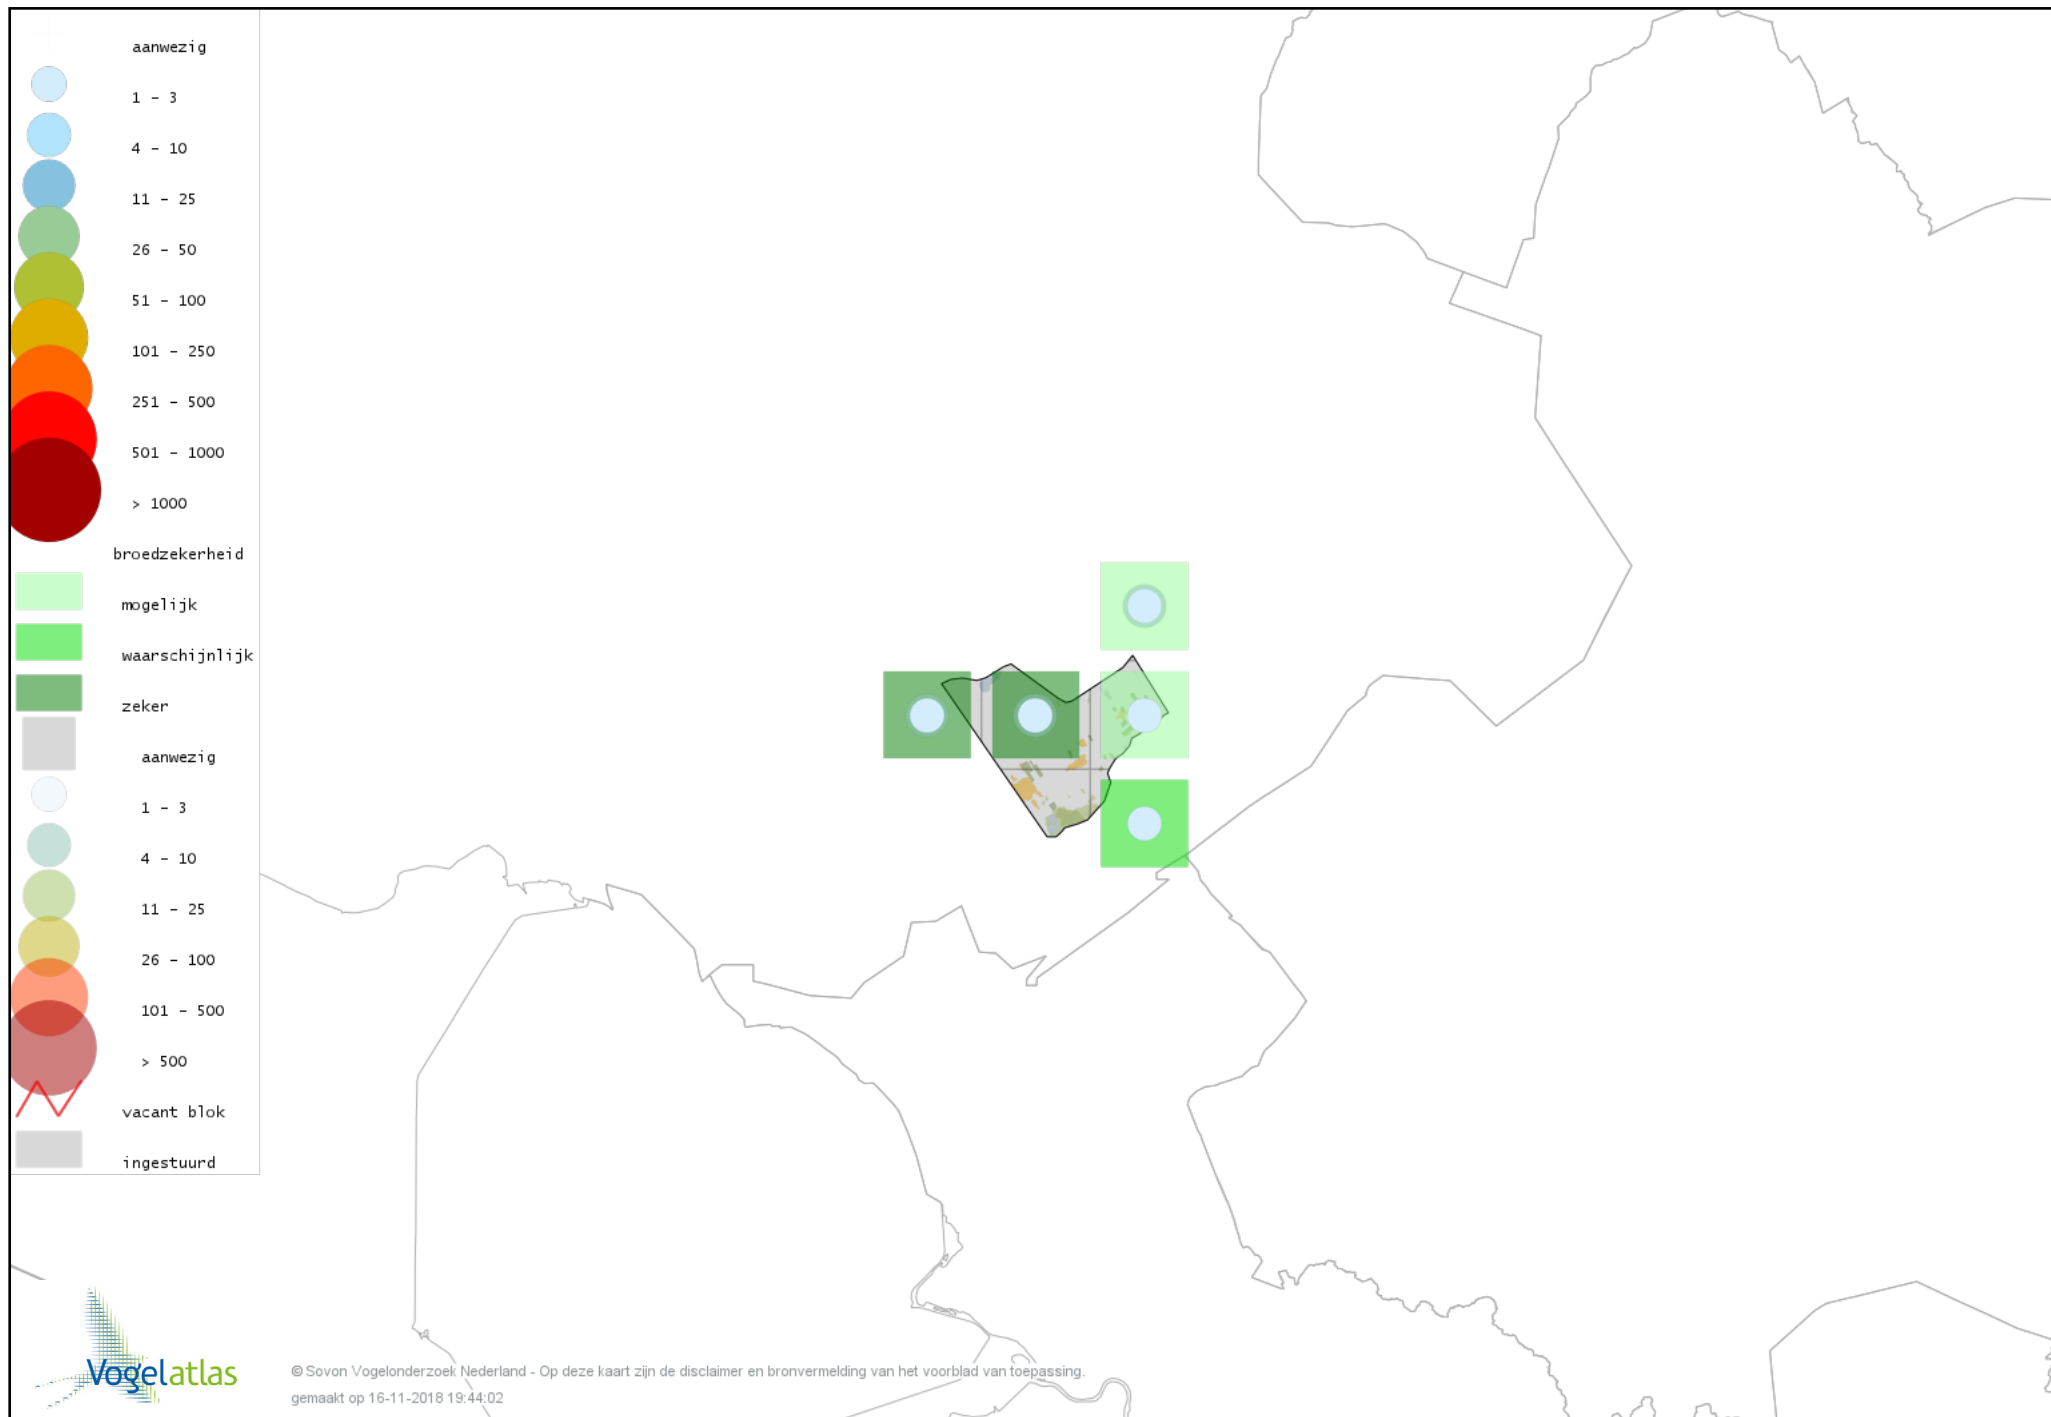 aanwezig
1 - 3
4 - 10
11 - 25
26 - 50
51 - 100
101 - 250
251 - 500
501 - 1000
> 1000
broedzekerheid
mogelijk
waarschijnlijk
zeker
aanwezig
1 - 3
4 - 10
11 - 25
26 - 100
101 - 500
> 500
vacant blok
ingestuurd
Vogelatlas
© Sovon Vogelonderzoek Nederland - Op deze kaart zijn de disclaimer en bronvermelding van het voorblad van toepassing.
gemaakt op 16-11-2018 19:44:02